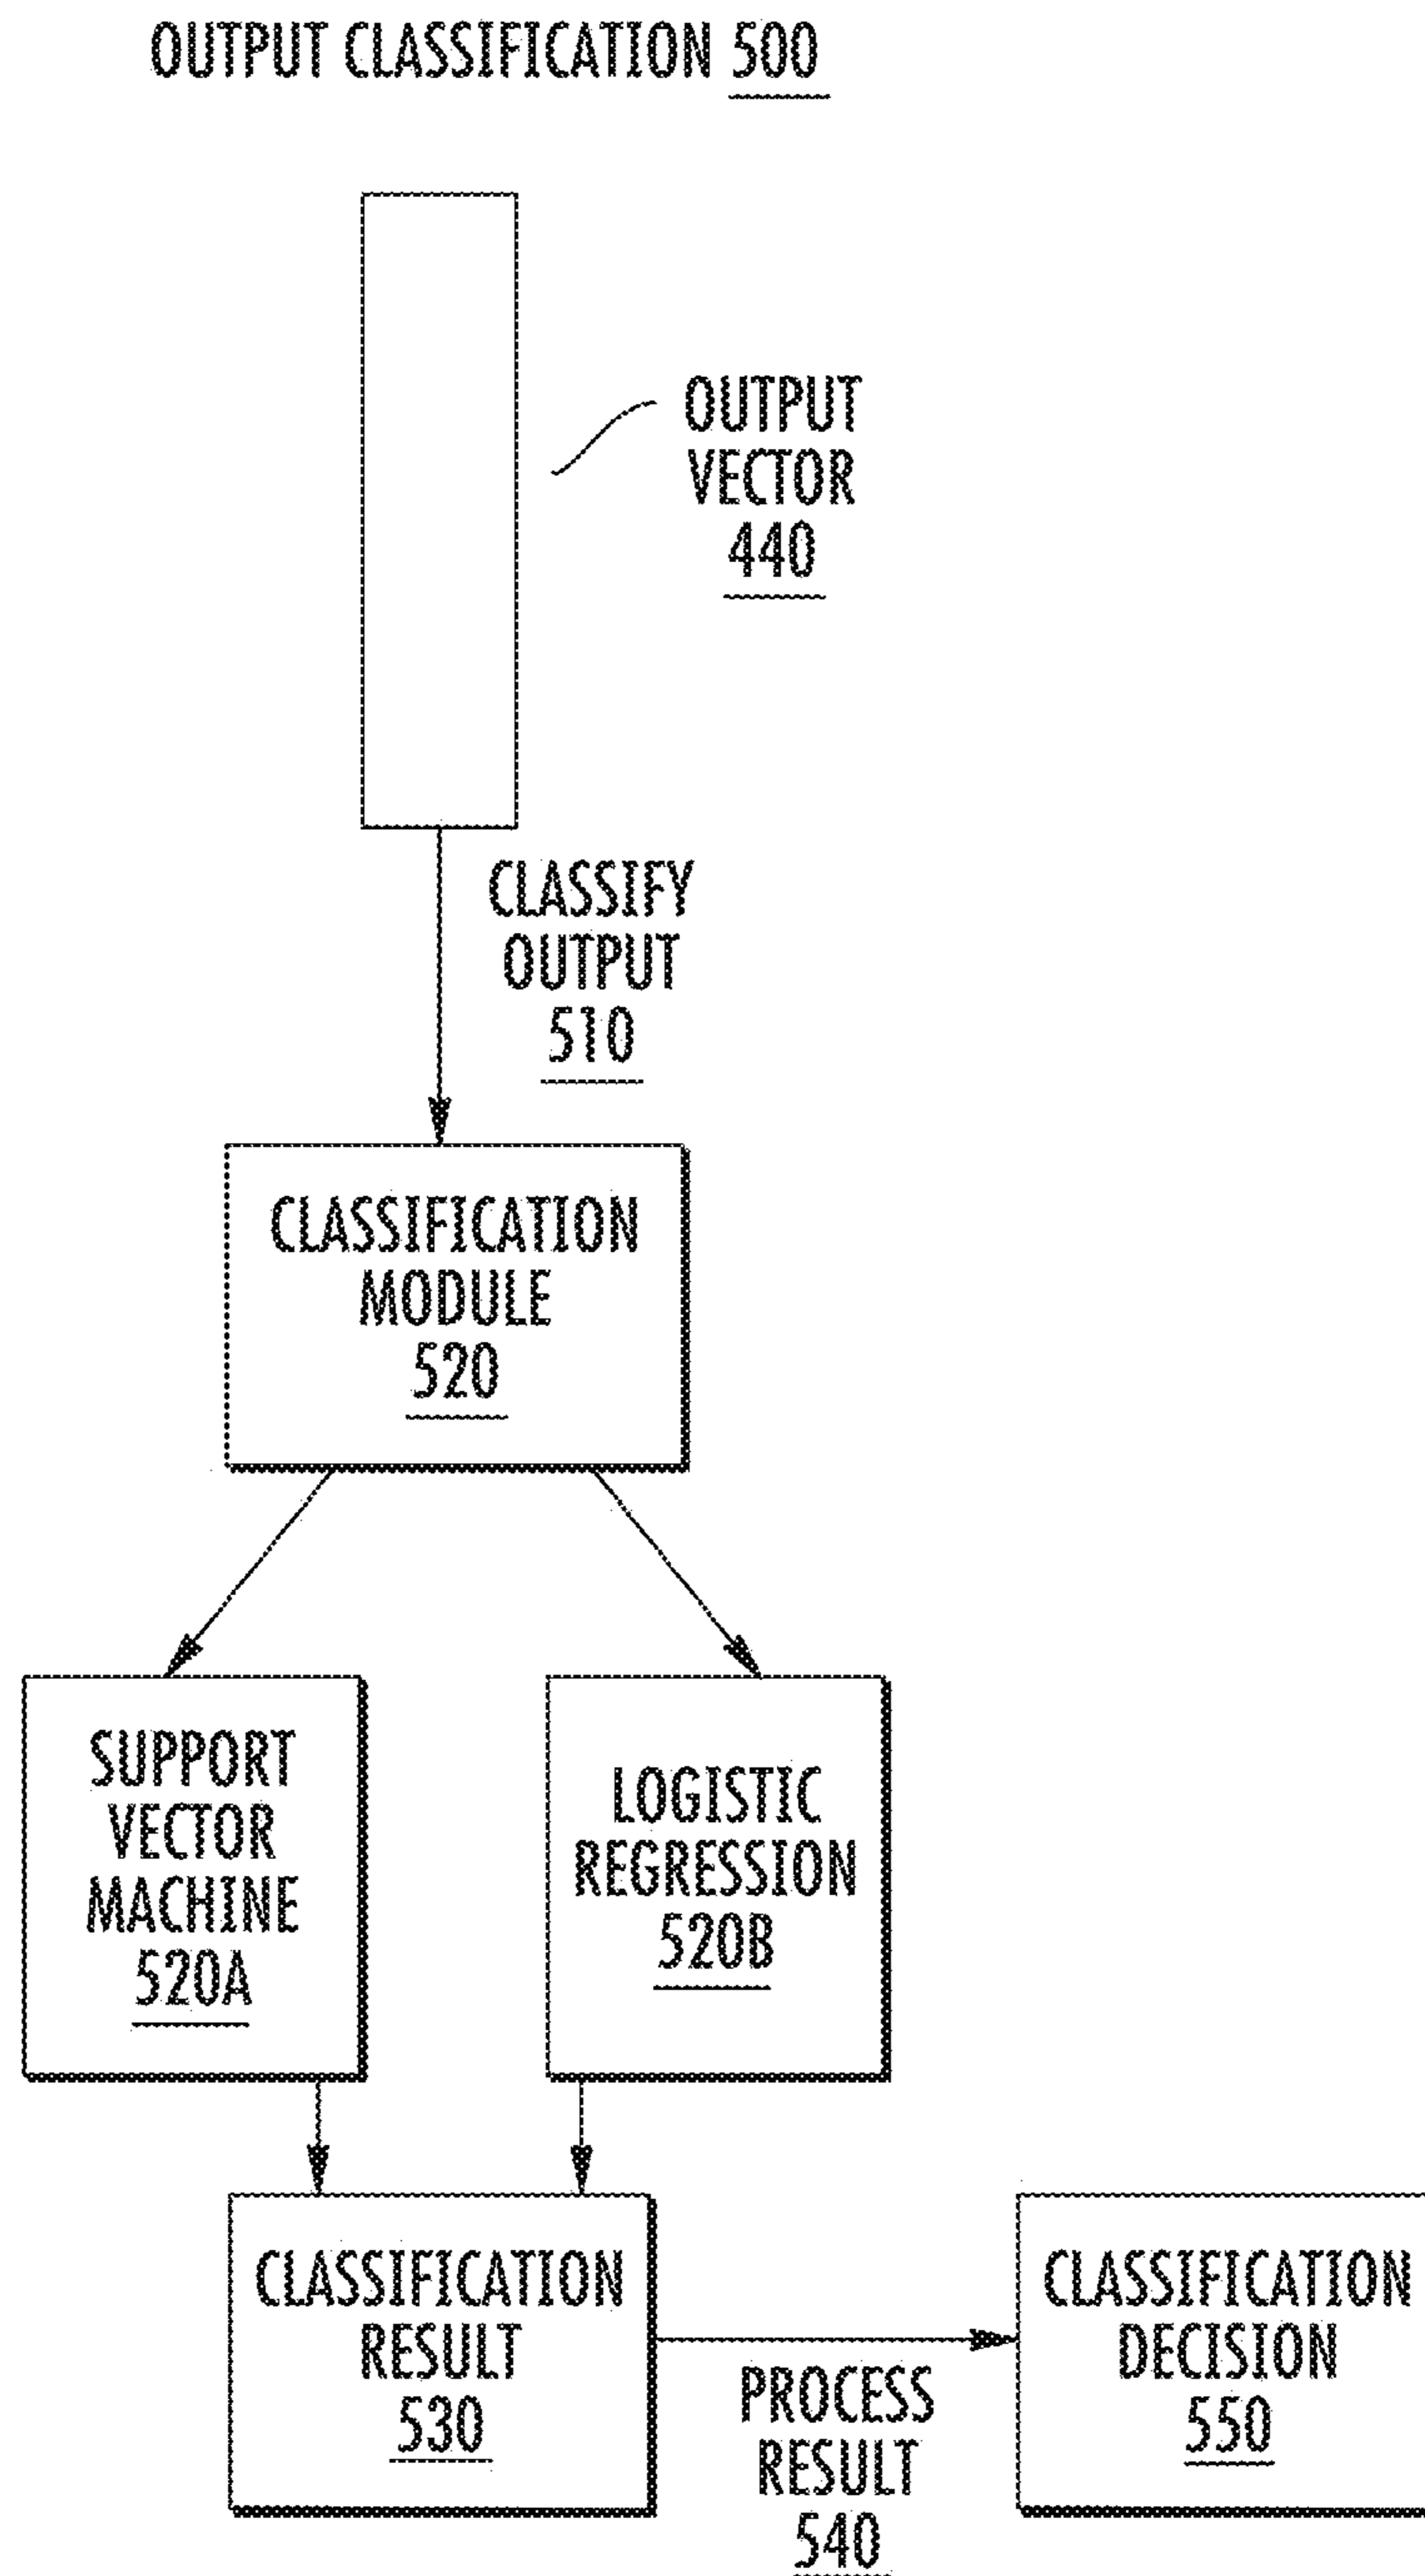 OUTPUT CLASSIFICATION 500
OUTPUT
VECTOR
440
CLASSIFY
OUTPUT
510
CLASSIFICATION
MODULE
520
SUPPORT
VECTOR
MACHINE
520A
LOGISTIC
REGRESSION
520B
CLASSIFICATION
RESULT
530
PROCESS
RESULT
540
CLASSIFICATION
DECISION
550